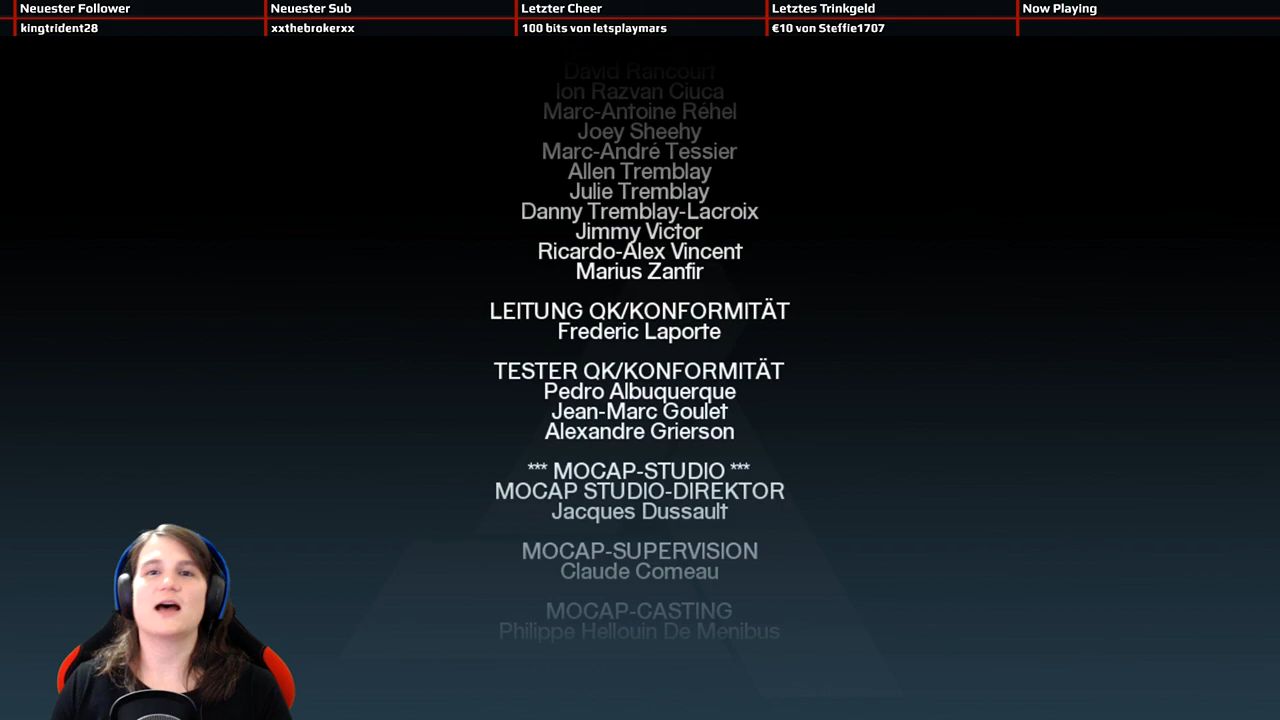 Neuester Follower
Neuester Sub
Letzter Cheer
Letztes Trinkgeld
Now Playing
kingtrident28
xxthebrokerxx
100 bits von letsplaymars
€10 von Steffie1707
David Rancourt
Ion Razvan Ciuca
Marc-Antoine Réhel
Joey Sheehy
Marc-André Tessier
Allen Tremblay
Julie Tremblay
Danny Tremblay-Lacroix
Jimmy Victor
Ricardo-Alex Vincent
Marius Zanfir
LEITUNG QK/KONFORMITÄT
Frederic Laporte
TESTER QK/KONFORMITÄT
Pedro Albuquerque
Jean-Marc Goulet
Alexandre Grierson
*** MOCAP-STUDIO ***
MOCAP STUDIO-DIREKTOR
Jacques Dussault
MOCAP-SUPERVISION
Claude Comeau
MOCAP-CASTING
Philippe Hellouin De Menibus